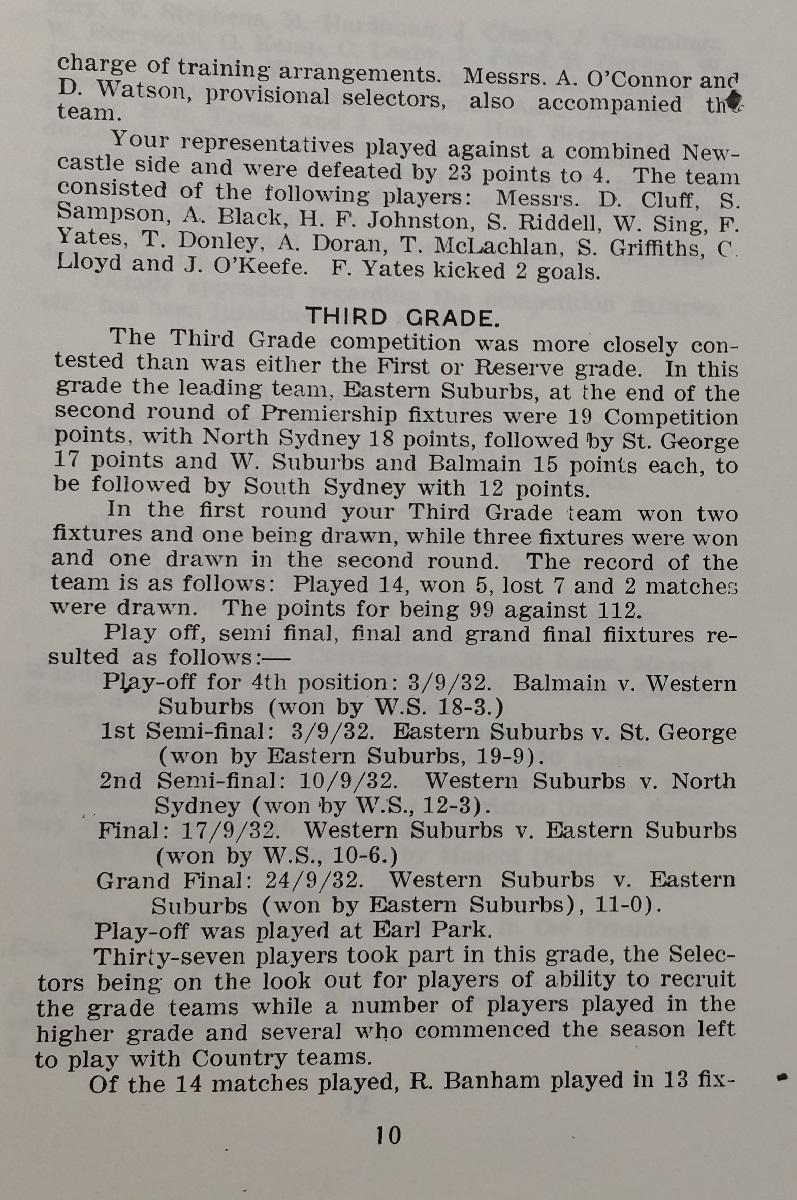 charge of training arrangements. Messrs. A. O'Connor and
D. Watson, provisional selectors, also accompanied the
team.
Your representatives played against a combined New-
castle side and were defeated by 23 points to 4. The team
consisted of the following players: Messrs. D. Cluff, S.
Sampson, A. Black, H. F. Johnston, S. Riddell, W. Sing, F.
Yates, T. Donley, A. Doran, T. McLachlan, S. Griffiths, C.
Lloyd and J. O'Keefe. F. Yates kicked 2 goals.
THIRD GRADE.
The Third Grade competition was more closely con-
tested than was either the First or Reserve grade. In this
grade the leading team, Eastern Suburbs, at the end of the
second round of Premiership fixtures were 19 Competition
points, with North Sydney 18 points, followed by St. George
17 points and W. Suburbs and Balmain 15 points each, to
be followed by South Sydney with 12 points.
In the first round your Third Grade team won two
fixtures and one being drawn, while three fixtures were won
and one drawn in the second round. The record of the
team is as follows: Played 14, won 5, lost 7 and 2 matches
were drawn. The points for being 99 against 112.
Play off, semi final, final and grand final fiixtures re-
sulted as follows:—
Play-off for 4th position: 3/9/32. Balmain v. Western
Suburbs (won by W.S. 18-3.)
1st Semi-final: 3/9/32. Eastern Suburbs v. St. George
(won by Eastern Suburbs, 19-9).
2nd Semi-final: 10/9/32. Western Suburbs v. North
Sydney (won by W.S., 12-3).
Final: 17/9/32. Western Suburbs v. Eastern Suburbs
(won by W.S., 10-6.)
Grand Final: 24/9/32. Western Suburbs v. Eastern
Suburbs (won by Eastern Suburbs), 11-0).
Play-off was played at Earl Park.
Thirty-seven players took part in this grade, the Selec-
tors being on the look out for players of ability to recruit
the grade teams while a number of players played in the
higher grade and several who commenced the season left
to play with Country teams.
Of the 14 matches played, R. Banham played in 13 fix-
10